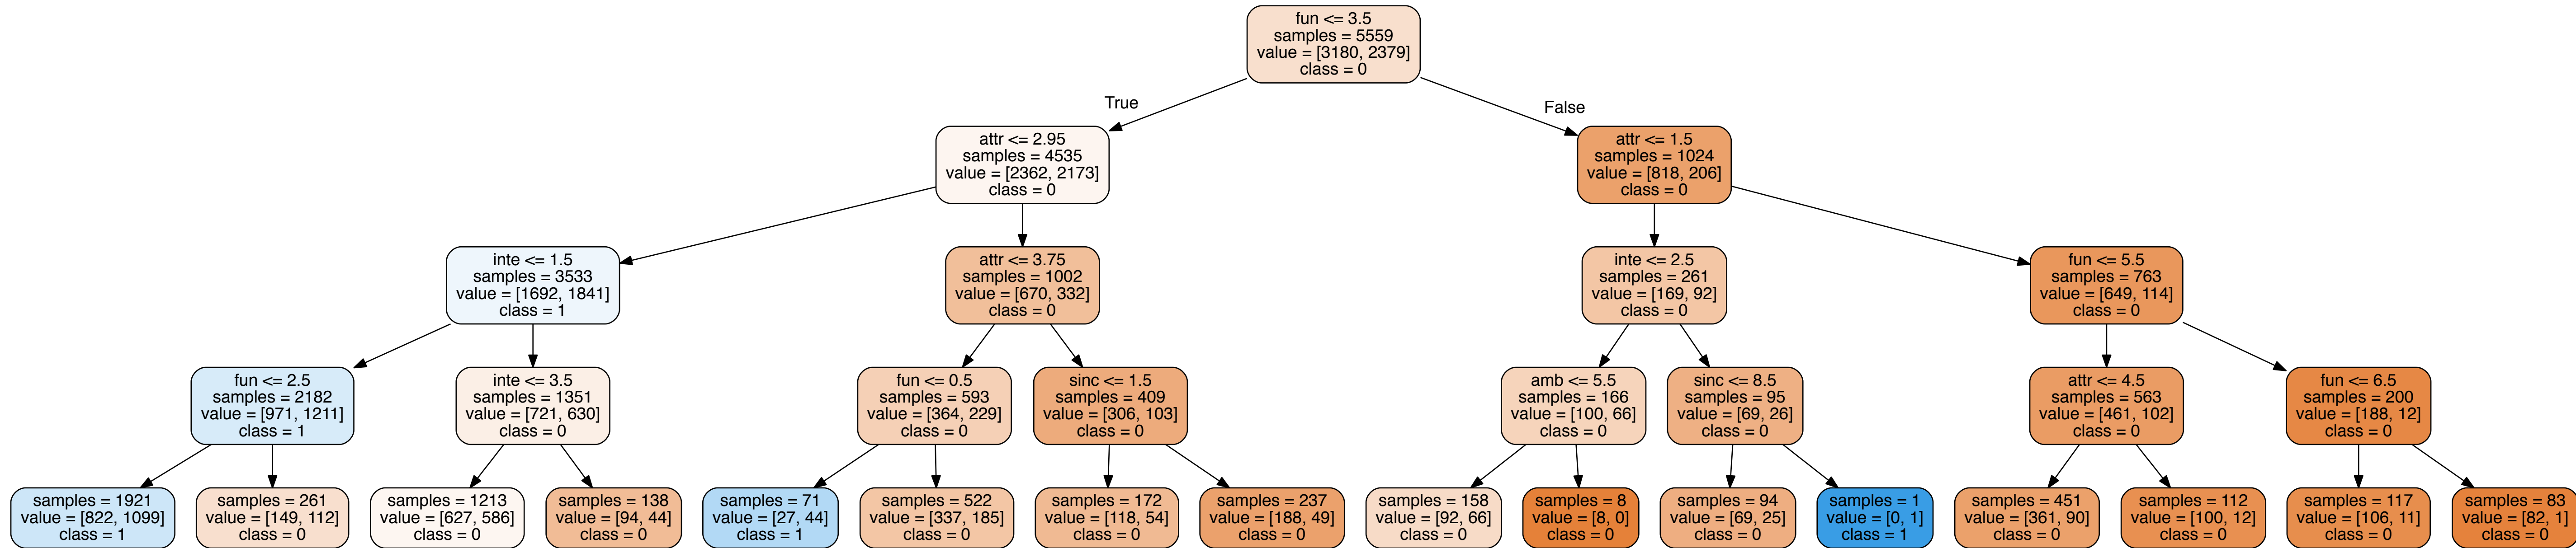 fun <= 3.5
samples = 5559
value = [3180, 2379]
class = 0
True
False
attr <= 2.95
samples = 4535
value = [2362, 2173]
class = 0
attr <= 1.5
samples = 1024
value = [818, 206]
class = 0
inte <= 1.5
samples = 3533
value = [1692, 1841]
class = 1
attr <= 3.75
samples = 1002
value = [670, 332]
class = 0
inte <= 2.5
samples = 261
value = [169, 92]
class = 0
fun <= 5.5
samples = 763
value = [649, 114]
class = 0
fun <= 2.5
samples = 2182
value = [971, 1211]
class = 1
inte <= 3.5
samples = 1351
value = [721, 630]
class = 0
fun <= 0.5
samples = 593
value = [364, 229]
class = 0
sinc <= 1.5
samples = 409
value = [306, 103]
class = 0
amb <= 5.5
samples = 166
value = [100, 66]
class = 0
sinc <= 8.5
samples = 95
value = [69, 26]
class = 0
attr <= 4.5
samples = 563
value = [461, 102]
class = 0
fun <= 6.5
samples = 200
value = [188, 12]
class = 0
samples = 1921
value = [822, 1099]
class = 1
samples = 261
value = [149, 112]
class = 0
samples = 1213
value = [627, 586]
class = 0
samples = 138
value = [94, 44]
class = 0
samples = 71
value = [27, 44]
class = 1
samples = 522
value = [337, 185]
class = 0
samples = 172
value = [118, 54]
class = 0
samples = 237
value = [188, 49]
class = 0
samples = 158
value = [92, 66]
class = 0
samples = 8
value = [8, 0]
class = 0
samples = 94
value = [69, 25]
class = 0
samples = 1
value = [0, 1]
class = 1
samples = 451
value = [361, 90]
class = 0
samples = 112
value = [100, 12]
class = 0
samples = 117
value = [106, 11]
class = 0
samples = 83
value = [82, 1]
class = 0